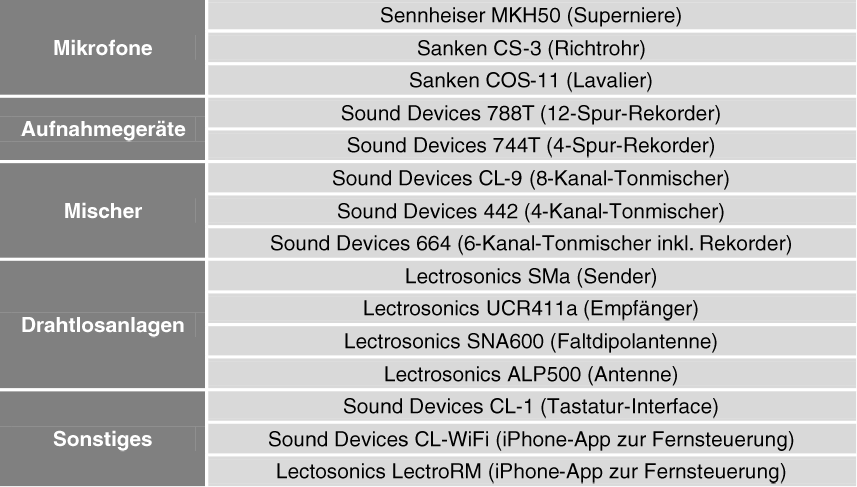 Mikrofone
Sennheiser MKH50 (Superniere)
Sanken CS-3 (Richtrohr)
Sanken COS-11 (Lavalier)
Aufnahmegeräte
Sound Devices 788T (12-Spur-Rekorder)
Sound Devices 744T (4-Spur-Rekorder)
Mischer
Sound Devices CL-9 (8-Kanal-Tonmischer)
Sound Devices 442 (4-Kanal-Tonmischer)
Sound Devices 664 (6-Kanal-Tonmischer inkl. Rekorder)
Drahtlosanlagen
Lectrosonics SMa (Sender)
Lectrosonics UCR411a (Empfänger)
Lectrosonics SNA600 (Faltdipolantenne)
Lectrosonics ALP500 (Antenne)
Sonstiges
Sound Devices CL-1 (Tastatur-Interface)
Sound Devices CL-WiFi (iPhone-App zur Fernsteuerung)
Lectosonics LectroRM (iPhone-App zur Fernsteuerung)